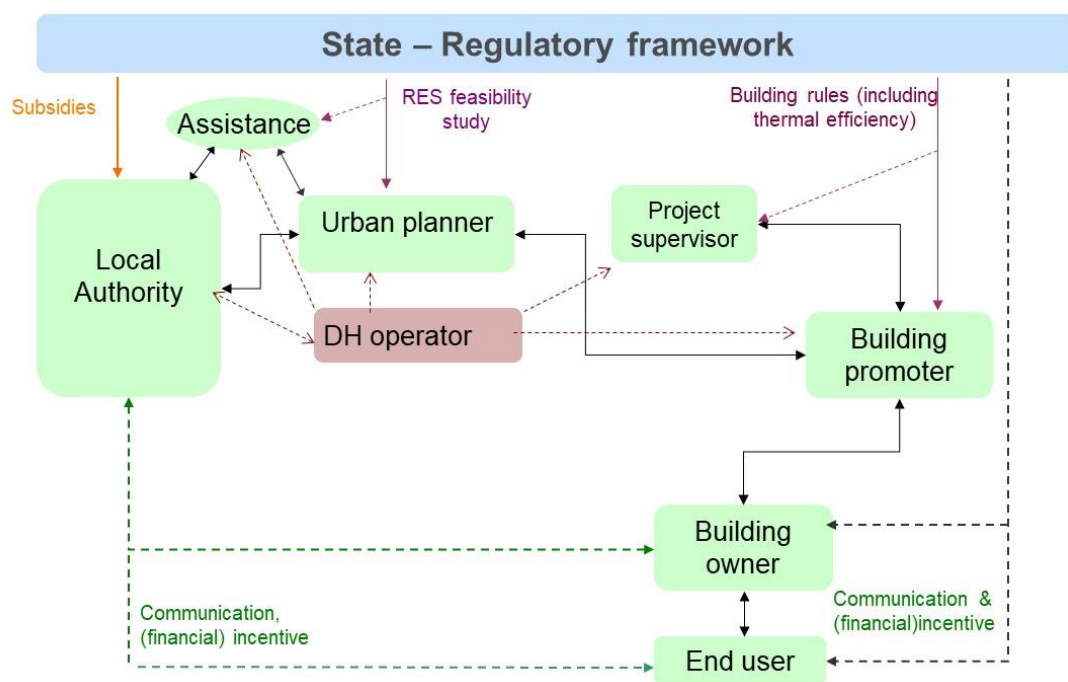 State – Regulatory framework
Subsidies
RES feasibility
study
Building rules (including
thermal efficiency)
Assistance
Urban planner
Project
supervisor
Local
Authority
DH operator
Building
promoter
Building
owner
Communication,
(financial) incentive
Communication &
(financial)incentive
End user